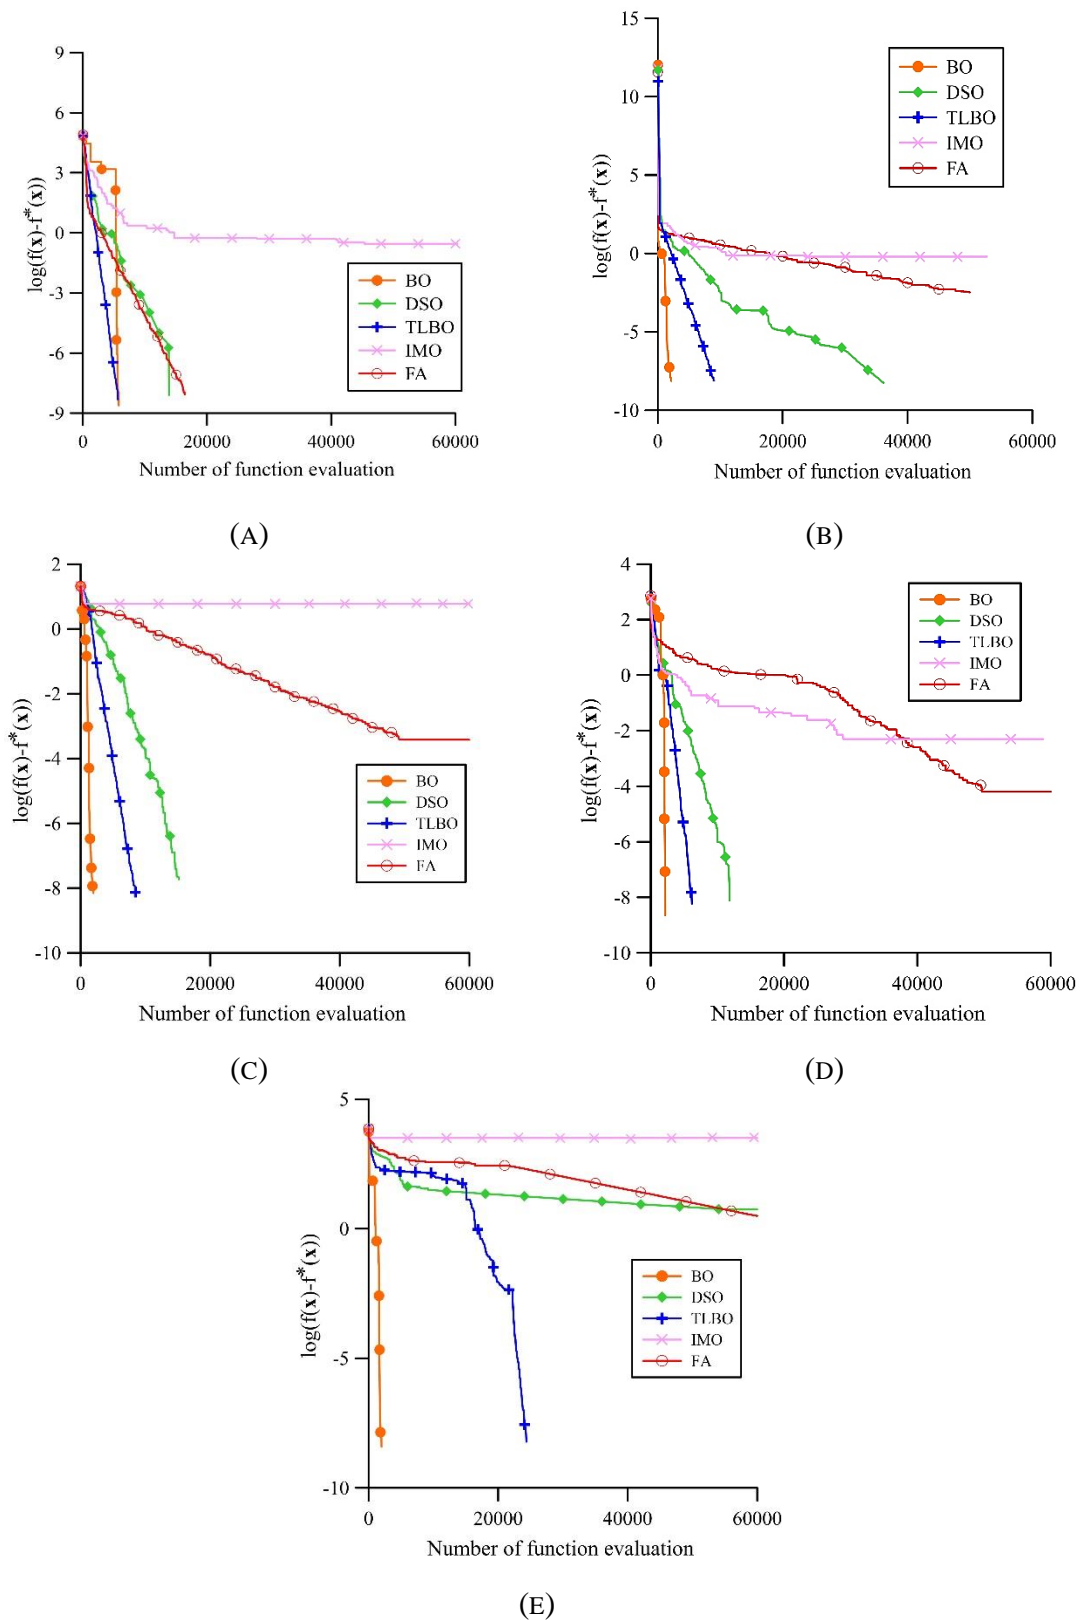 9
6
3
0
-3
-6
-9
log(f(x)-f*(x))
BO
DSO
TLBO
IMO
FA
0 20000 40000 60000
Number of function evaluation
(A)
15
10
5
0
-5
-10
log(f(x)-f*(x))
BO
DSO
TLBO
IMO
FA
0 20000 40000 60000
Number of function evaluation
(B)
2
0
-2
-4
-6
-8
-10
log(f(x)-f*(x))
BO
DSO
TLBO
IMO
FA
0 20000 40000 60000
Number of function evaluation
(C)
4
2
0
-2
-4
-6
-8
-10
log(f(x)-f*(x))
BO
DSO
TLBO
IMO
FA
0 20000 40000 60000
Number of function evaluation
(D)
5
0
-5
-10
log(f(x)-f*(x))
BO
DSO
TLBO
IMO
FA
0 20000 40000 60000
Number of function evaluation
(E)